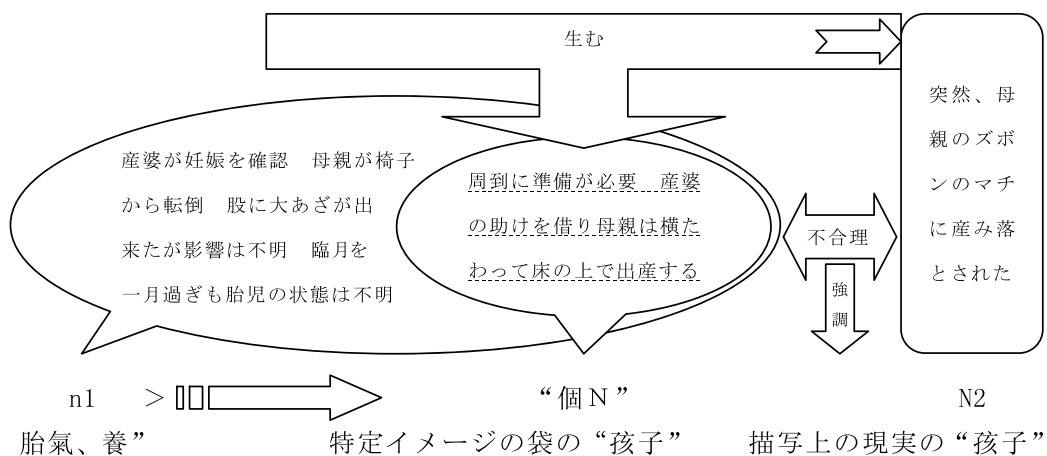 生む
産婆が妊娠を確認　母親が椅子
から転倒　股に大あざが出
来たが影響は不明　臨月を
一月過ぎも胎児の状態は不明
周到に準備が必要　産婆
の助けを借り母親は横た
わって床の上で出産する
不合理
強
調
突然、母
親のズボ
ンのマチ
に産み落
とされた
n1　＞　“個Ｎ”　N2
胎氣、養”　特定イメージの袋の“孩子”　描写上の現実の“孩子”